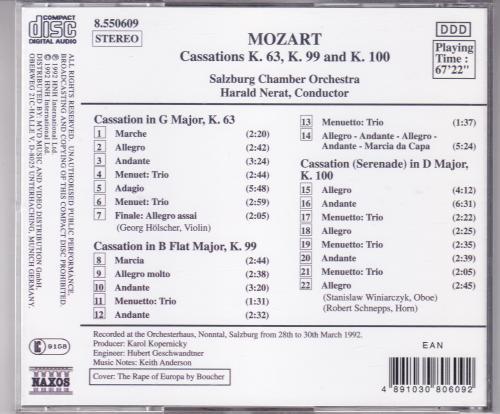 COMPACT
disc
DIGITAL AUDIO
8.550609
STEREO
MOZART
Cassations K. 63, K. 99 and K. 100
Salzburg Chamber Orchestra
Harald Nerat, Conductor
DDD
Playing
Time :
67'22"
Cassation in G Major, K. 63
1 Marche (2:20)
2 Allegro (2:42)
3 Andante (3:24)
4 Menuet: Trio (2:44)
5 Adagio (5:48)
6 Menuet: Trio (2:59)
7 Finale: Allegro assai (2:05)
(Georg Hölscher, Violin)
Cassation in B Flat Major, K. 99
8 Marcia (2:44)
9 Allegro molto (2:38)
10 Andante (3:20)
11 Menuetto: Trio (1:31)
12 Andante (2:32)
13 Menuetto: Trio (1:37)
14 Allegro - Andante - Allegro -
Andante - Marcia da Capa (5:24)
Cassation (Serenade) in D Major,
K. 100
15 Allegro (4:12)
16 Andante (6:31)
17 Menuetto: Trio (2:22)
18 Allegro (2:25)
19 Menuetto: Trio (2:35)
20 Andante (2:39)
21 Menuetto: Trio (2:05)
22 Allegro (2:45)
(Stanislaw Winiarczyk, Oboe)
(Robert Schnepps, Horn)
Recorded at the Orchesterhaus, Nonntal, Salzburg from 28th to 30th March 1992.
Producer: Karol Kopernicky
Engineer: Hubert Geschwandtner
Music Notes: Keith Anderson
Cover: The Rape of Europa by Boucher
EAN
4 891030 806092
ALL RIGHTS RESERVED. UNAUTHORISED PUBLIC PERFORMANCE,
BROADCASTING AND COPYING OF THIS COMPACT DISC PROHIBITED.
℗ 1992 HNH International Ltd.
© 1992 HNH International Ltd.
DISTRIBUTED BY: MVD MUSIC AND VIDEO DISTRIBUTION GmbH,
OBERWEG 21C-HALLE V, D-8025 UNTERHACHING, MUNICH GERMANY.
9158
NAXOS